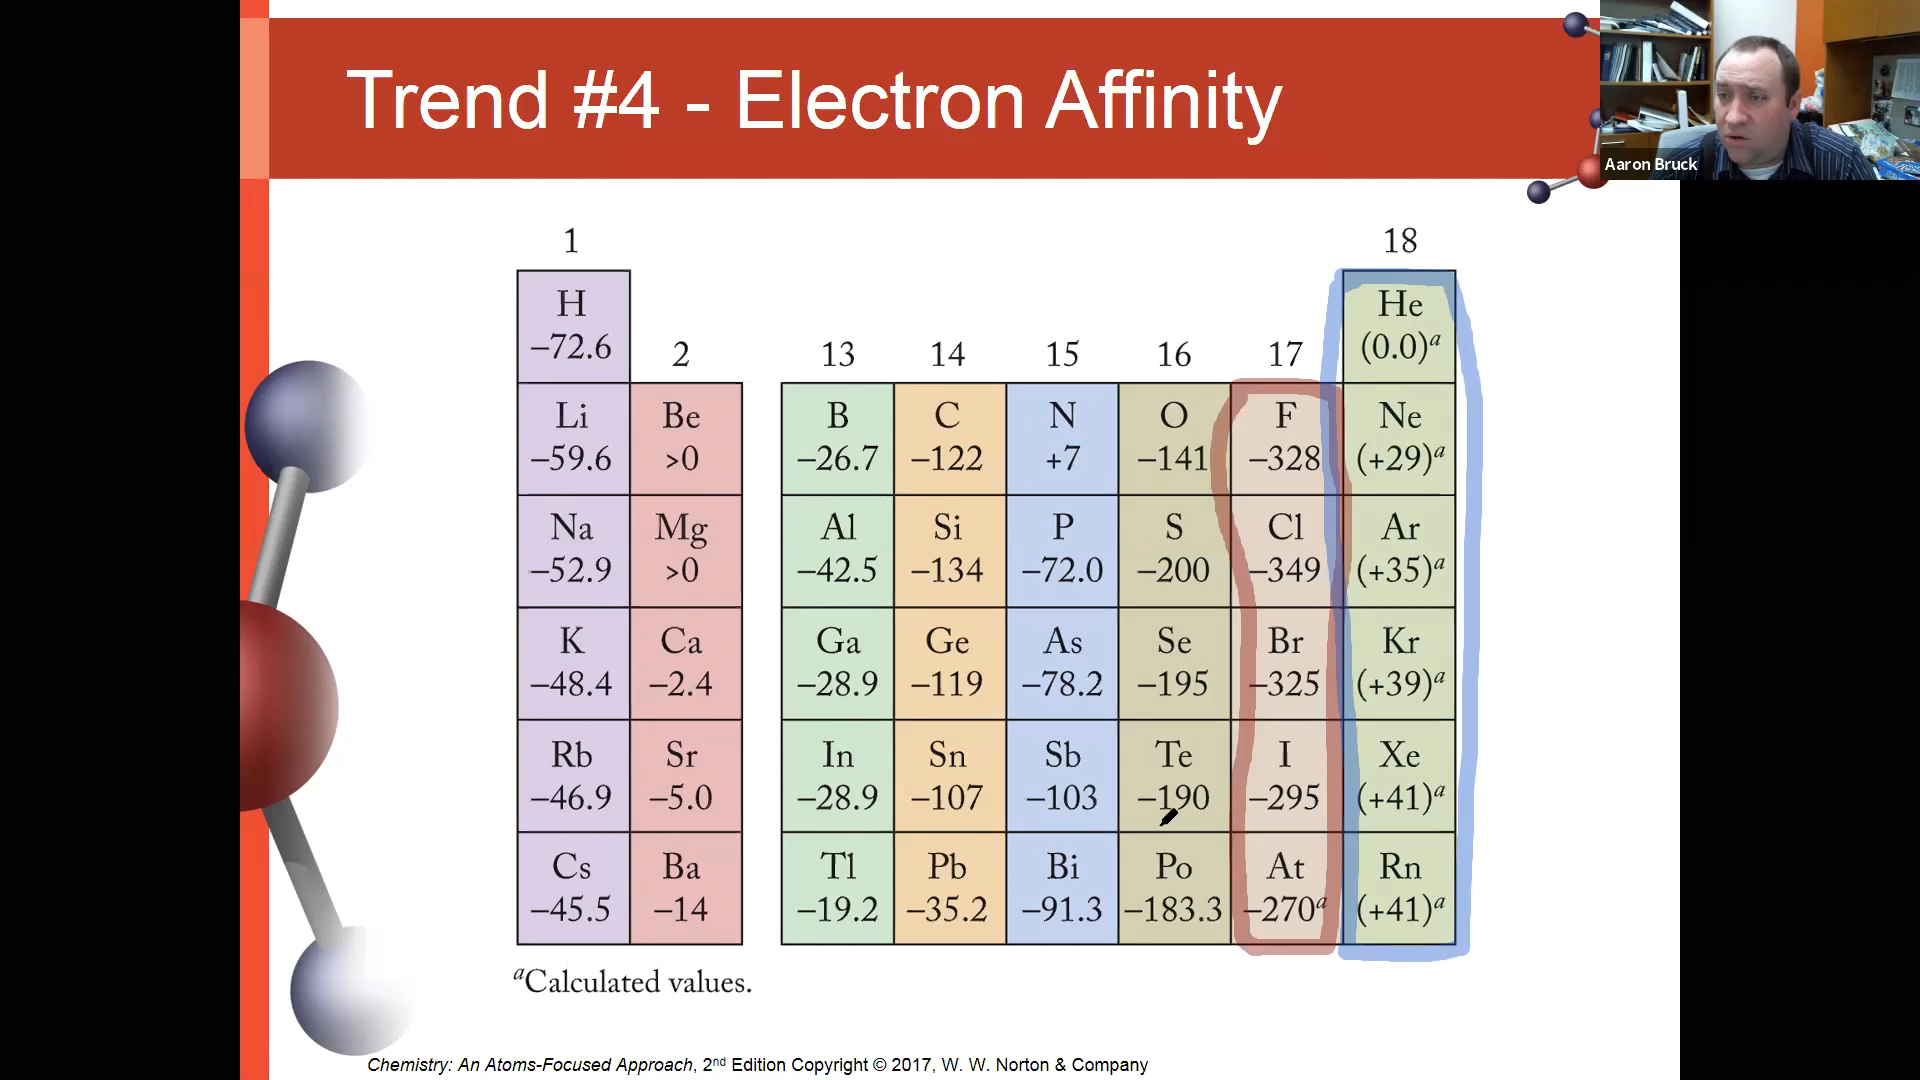 Trend #4 - Electron Affinity
Aaron Bruck
1 18
H He
–72.6 2 13 14 15 16 17 (0.0)ᵃ
Li Be B C N O F Ne
–59.6 >0 –26.7 –122 +7 –141 –328 (+29)ᵃ
Na Mg Al Si P S Cl Ar
–52.9 >0 –42.5 –134 –72.0 –200 –349 (+35)ᵃ
K Ca Ga Ge As Se Br Kr
–48.4 –2.4 –28.9 –119 –78.2 –195 –325 (+39)ᵃ
Rb Sr In Sn Sb Te I Xe
–46.9 –5.0 –28.9 –107 –103 –190 –295 (+41)ᵃ
Cs Ba Tl Pb Bi Po At Rn
–45.5 –14 –19.2 –35.2 –91.3 –183.3 –270ᵃ (+41)ᵃ
ᵃCalculated values.
Chemistry: An Atoms-Focused Approach, 2nd Edition Copyright © 2017, W. W. Norton & Company